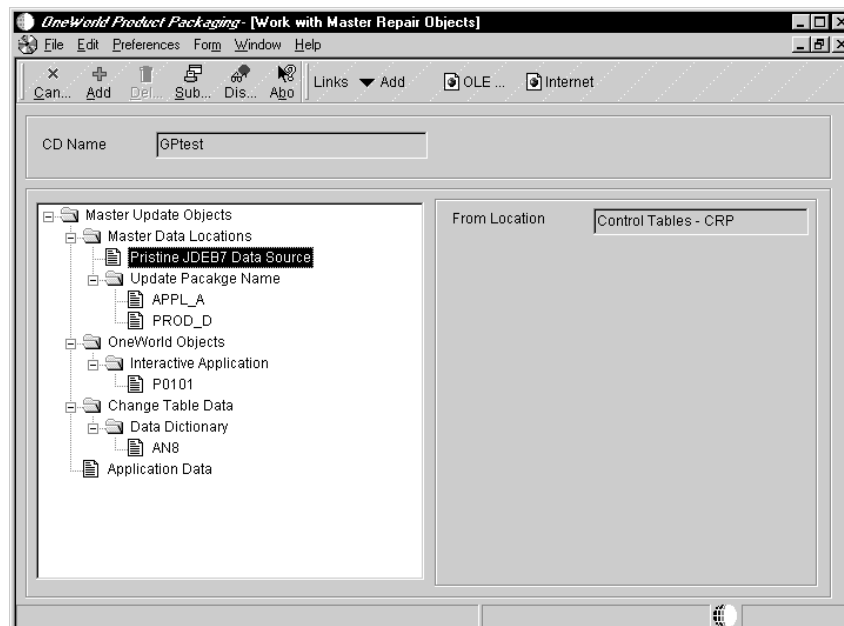 OneWorld Product Packaging - [Work with Master Repair Objects]
File Edit Preferences Form Window Help
Can... Add Del... Sub... Dis... Abo Links Add OLE ... Internet
CD Name GPtest
Master Update Objects
From Location Control Tables - CRP
Master Data Locations
Pristine JDEB7 Data Source
Update Pacakge Name
APPL_A
PROD_D
OneWorld Objects
Interactive Application
P0101
Change Table Data
Data Dictionary
AN8
Application Data